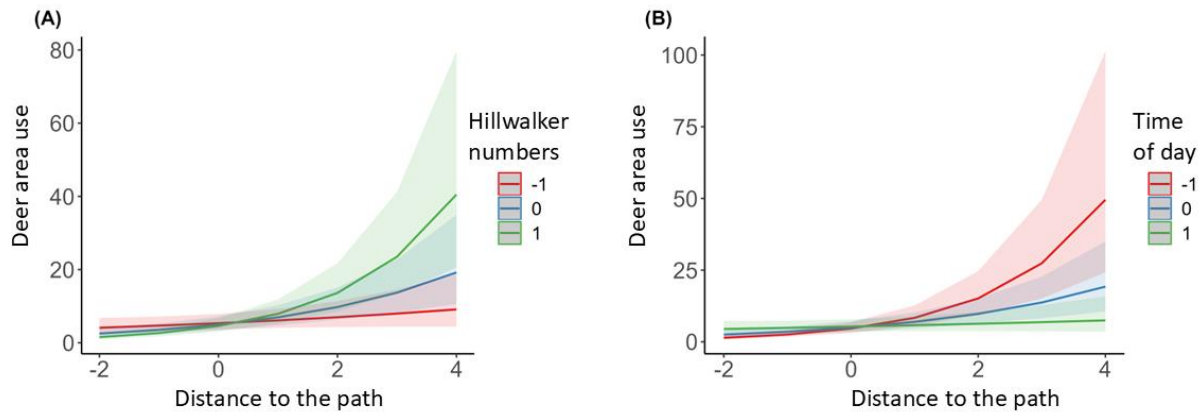 (A)
80
60
40
20
0
Deer area use
-2
0
2
4
Distance to the path
Hillwalker
numbers
-1
0
1
(B)
100
75
50
25
0
Deer area use
-2
0
2
4
Distance to the path
Time
of day
-1
0
1